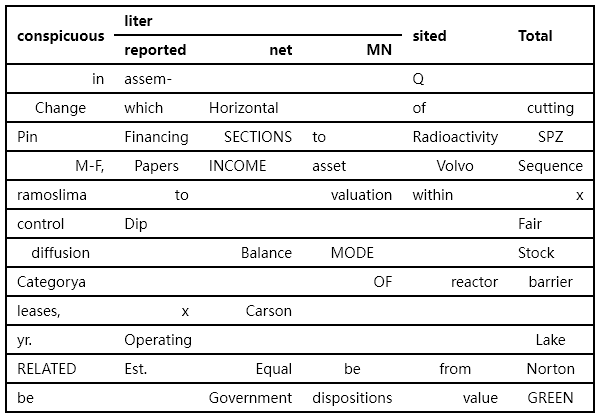 conspicuous liter sited Total
reported net MN
in assem- Q
Change which Horizontal of cutting
Pin Financing SECTIONS to Radioactivity SPZ
M-F, Papers INCOME asset Volvo Sequence
ramoslima to valuation within x
control Dip Fair
diffusion Balance MODE Stock
Categorya OF reactor barrier
leases, x Carson
yr. Operating Lake
RELATED Est. Equal be from Norton
be Government dispositions value GREEN